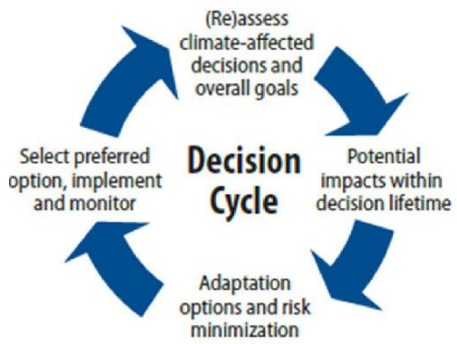 (Re)assess
climate-affected
decisions and
overall goals
Select preferred
option, implement
and monitor
Decision
Cycle
Potential
impacts within
decision lifetime
Adaptation
options and risk
minimization